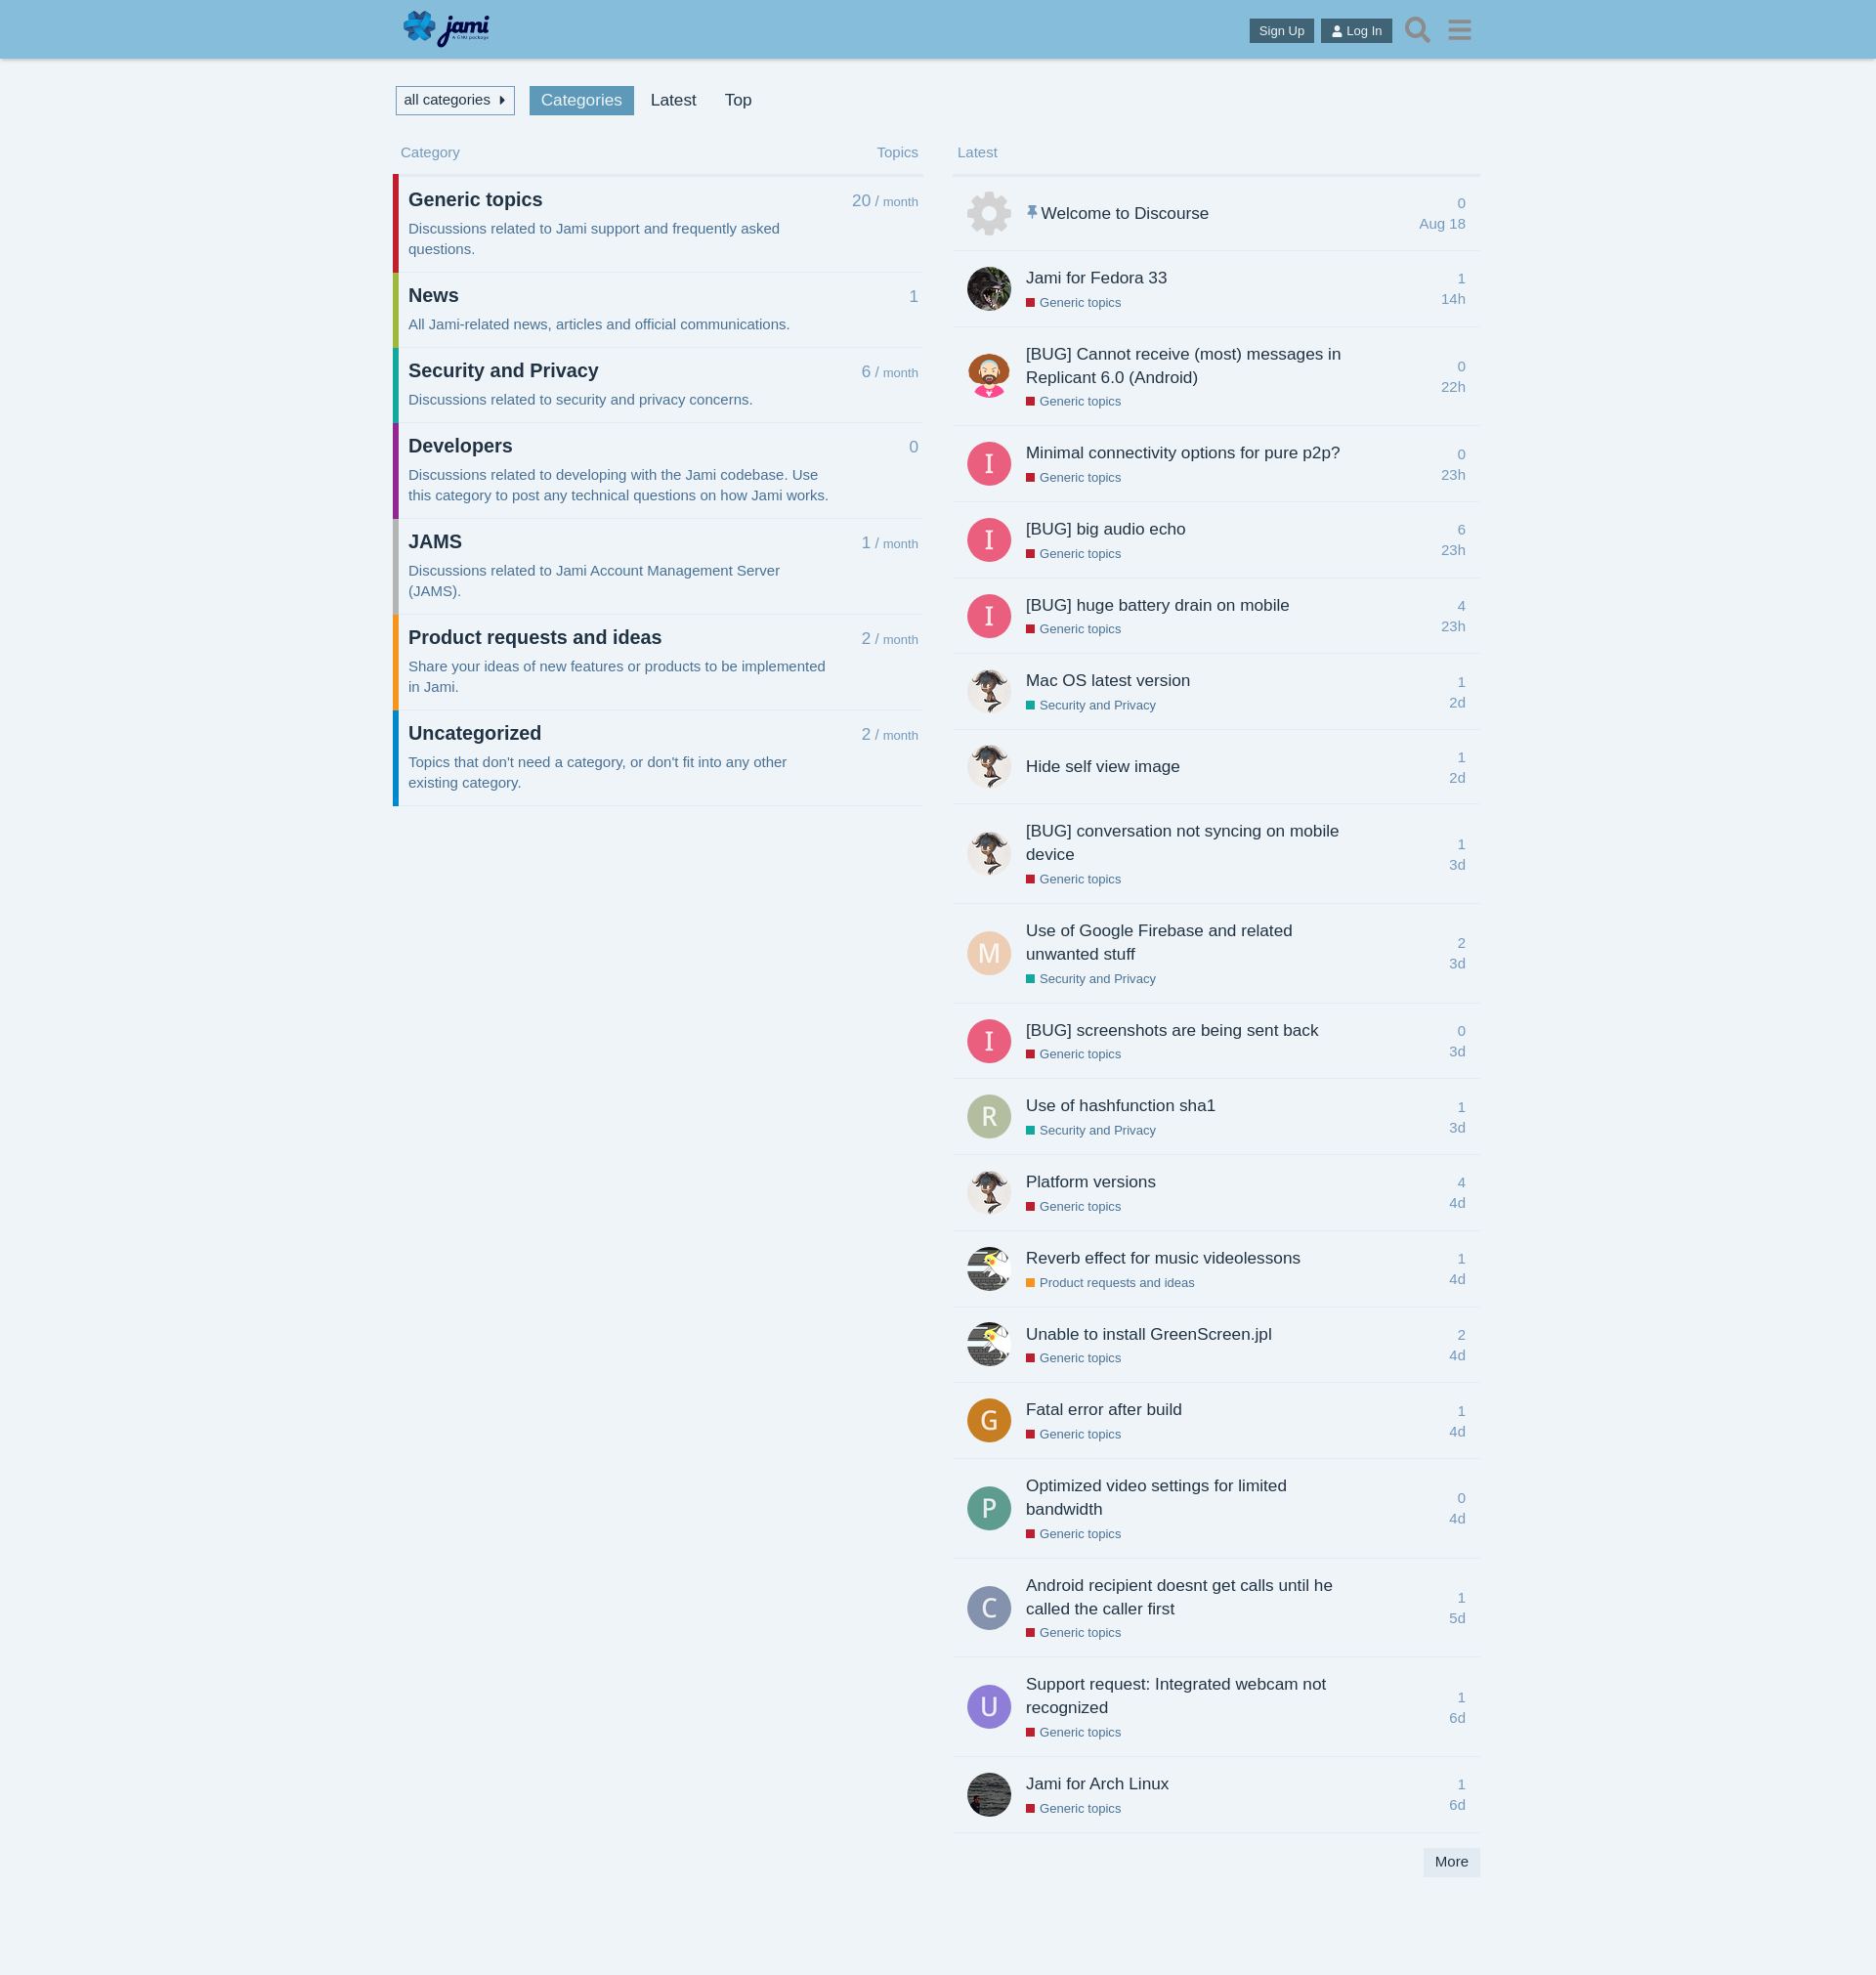 jami
A GNU package
Sign Up
Log In
all categories
Categories
Latest
Top
Category
Topics
Generic topics
20 / month
Discussions related to Jami support and frequently asked
questions.
News
1
All Jami-related news, articles and official communications.
Security and Privacy
6 / month
Discussions related to security and privacy concerns.
Developers
0
Discussions related to developing with the Jami codebase. Use
this category to post any technical questions on how Jami works.
JAMS
1 / month
Discussions related to Jami Account Management Server
(JAMS).
Product requests and ideas
2 / month
Share your ideas of new features or products to be implemented
in Jami.
Uncategorized
2 / month
Topics that don't need a category, or don't fit into any other
existing category.
Latest
Welcome to Discourse
0
Aug 18
Jami for Fedora 33
Generic topics
1
14h
[BUG] Cannot receive (most) messages in
Replicant 6.0 (Android)
Generic topics
0
22h
I
Minimal connectivity options for pure p2p?
Generic topics
0
23h
I
[BUG] big audio echo
Generic topics
6
23h
I
[BUG] huge battery drain on mobile
Generic topics
4
23h
Mac OS latest version
Security and Privacy
1
2d
Hide self view image
1
2d
[BUG] conversation not syncing on mobile
device
Generic topics
1
3d
M
Use of Google Firebase and related
unwanted stuff
Security and Privacy
2
3d
I
[BUG] screenshots are being sent back
Generic topics
0
3d
R
Use of hashfunction sha1
Security and Privacy
1
3d
Platform versions
Generic topics
4
4d
Reverb effect for music videolessons
Product requests and ideas
1
4d
Unable to install GreenScreen.jpl
Generic topics
2
4d
G
Fatal error after build
Generic topics
1
4d
P
Optimized video settings for limited
bandwidth
Generic topics
0
4d
C
Android recipient doesnt get calls until he
called the caller first
Generic topics
1
5d
U
Support request: Integrated webcam not
recognized
Generic topics
1
6d
Jami for Arch Linux
Generic topics
1
6d
More